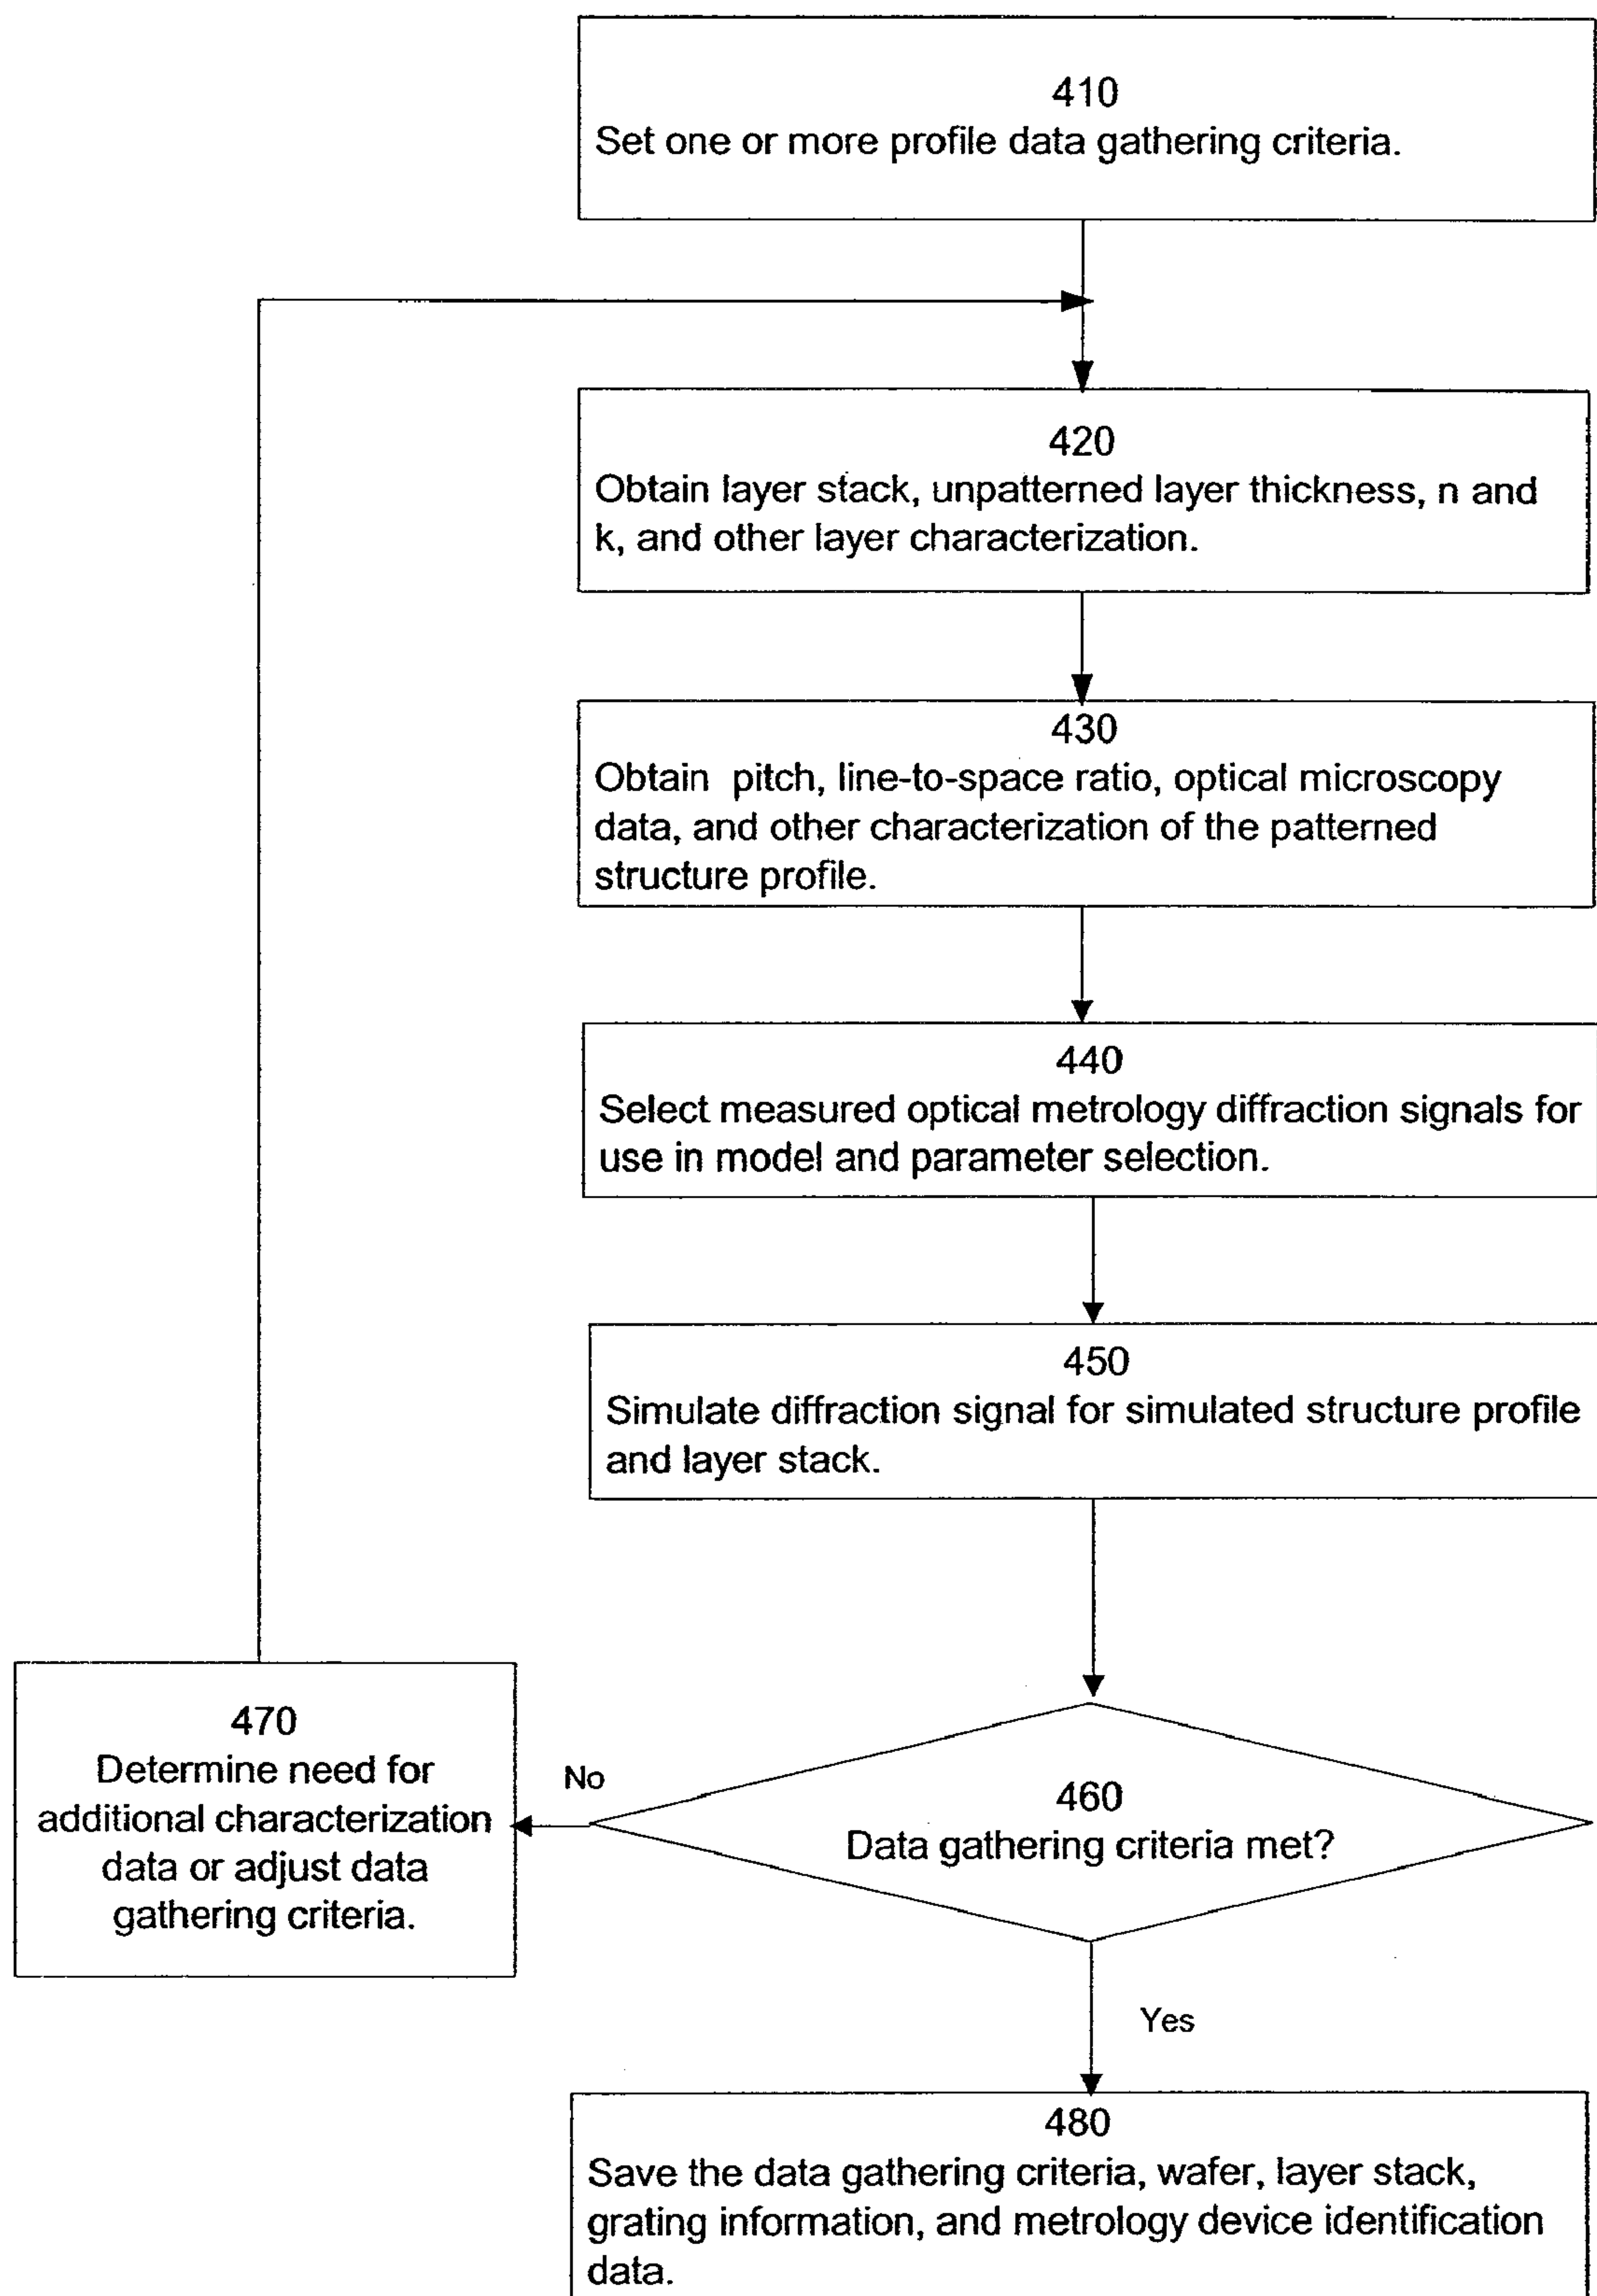 410
Set one or more profile data gathering criteria.
420
Obtain layer stack, unpatterned layer thickness, n and
k, and other layer characterization.
430
Obtain pitch, line-to-space ratio, optical microscopy
data, and other characterization of the patterned
structure profile.
440
Select measured optical metrology diffraction signals for
use in model and parameter selection.
450
Simulate diffraction signal for simulated structure profile
and layer stack.
460
Data gathering criteria met?
No
470
Determine need for
additional characterization
data or adjust data
gathering criteria.
Yes
480
Save the data gathering criteria, wafer, layer stack,
grating information, and metrology device identification
data.